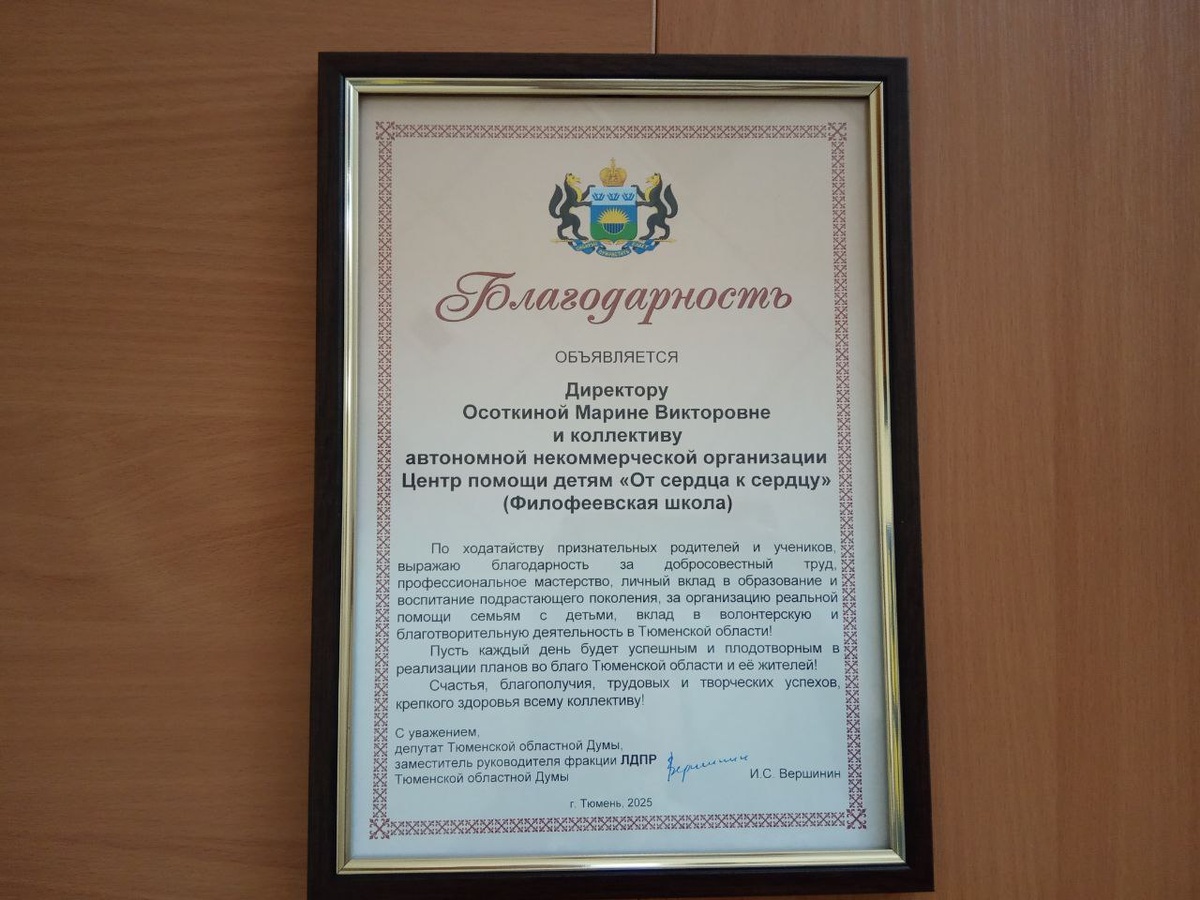 Благодарность
ОБЪЯВЛЯЕТСЯ
Директору
Осоткиной Марине Викторовне
и коллективу
автономной некоммерческой организации
Центр помощи детям «От сердца к сердцу»
(Филофеевская школа)
По ходатайству признательных родителей и учеников,
выражаю благодарность за добросовестный труд,
профессиональное мастерство, личный вклад в образование и
воспитание подрастающего поколения, за организацию реальной
помощи семьям с детьми, вклад в волонтерскую и
благотворительную деятельность в Тюменской области!
Пусть каждый день будет успешным и плодотворным в
реализации планов во благо Тюменской области и её жителей!
Счастья, благополучия, трудовых и творческих успехов,
крепкого здоровья всему коллективу!
С уважением,
депутат Тюменской областной Думы,
заместитель руководителя фракции ЛДПР
Тюменской областной Думы
Вершинин
И.С. Вершинин
г. Тюмень, 2025